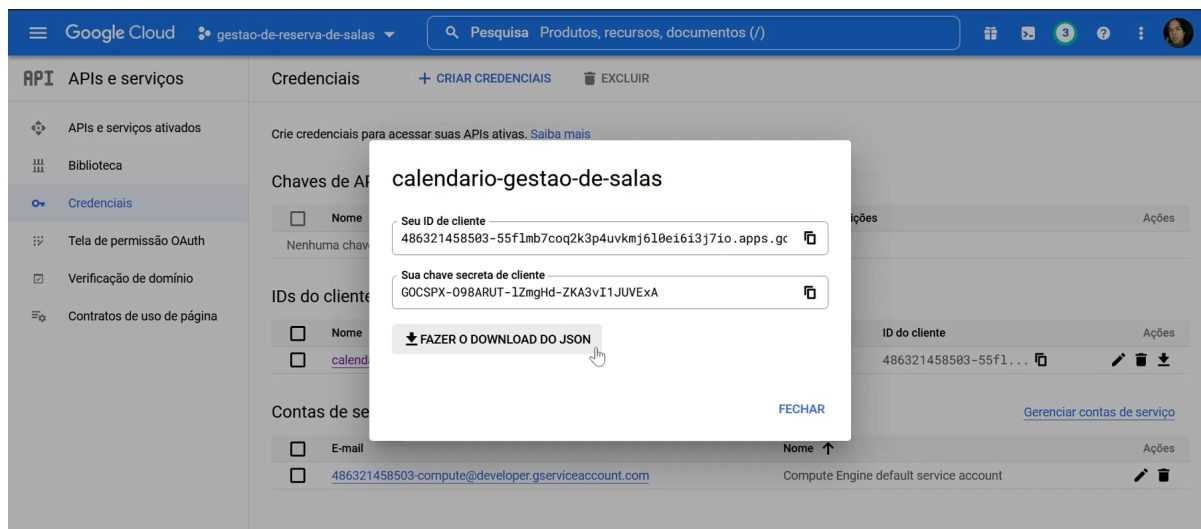 Google Cloud
gestao-de-reserva-de-salas
Pesquisa Produtos, recursos, documentos (/)
3
API APIs e serviços
Credenciais
+ CRIAR CREDENCIAIS
EXCLUIR
APIs e serviços ativados
Biblioteca
Credenciais
Tela de permissão OAuth
Verificação de domínio
Contratos de uso de página
Crie credenciais para acessar suas APIs ativas. Saiba mais
Chaves de AP
Nome
ições
Ações
Nenhuma chav
calendario-gestao-de-salas
Seu ID de cliente
486321458503-55flmb7coq2k3p4uvkmj6l0ei6i3j7io.apps.gc
Sua chave secreta de cliente
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
FAZER O DOWNLOAD DO JSON
FECHAR
IDs do cliente
Nome
ID do cliente
Ações
calend
486321458503-55fl...
Contas de se
Gerenciar contas de serviço
E-mail
Nome
Ações
486321458503-compute@developer.gserviceaccount.com
Compute Engine default service account